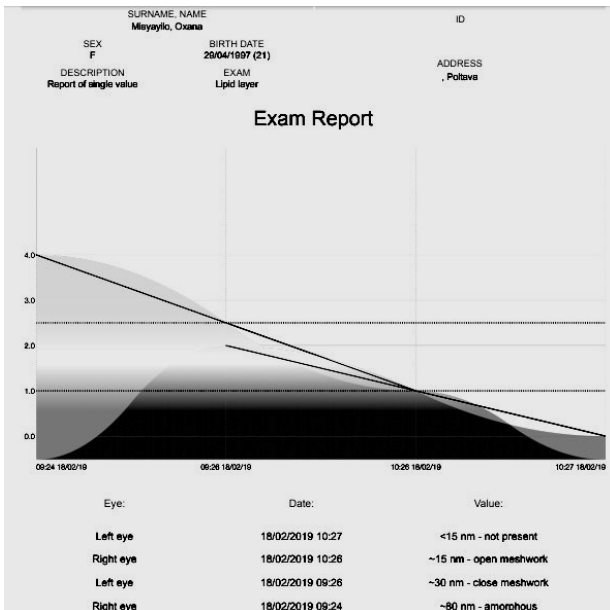 SURNAME, NAME
Misyaylo, Oxana
ID
SEX
F
BIRTH DATE
29/04/1997 (21)
DESCRIPTION
Report of single value
EXAM
Lipid layer
ADDRESS
, Poltava
Exam Report
4.0
3.0
2.0
1.0
0.0
09:24 18/02/19 09:26 18/02/19 10:26 18/02/19 10:27 18/02/19
Eye: Date: Value:
Left eye 18/02/2019 10:27 <15 nm - not present
Right eye 18/02/2019 10:26 ~15 nm - open meshwork
Left eye 18/02/2019 09:26 ~30 nm - close meshwork
Right eye 18/02/2019 09:24 ~80 nm - amorphous